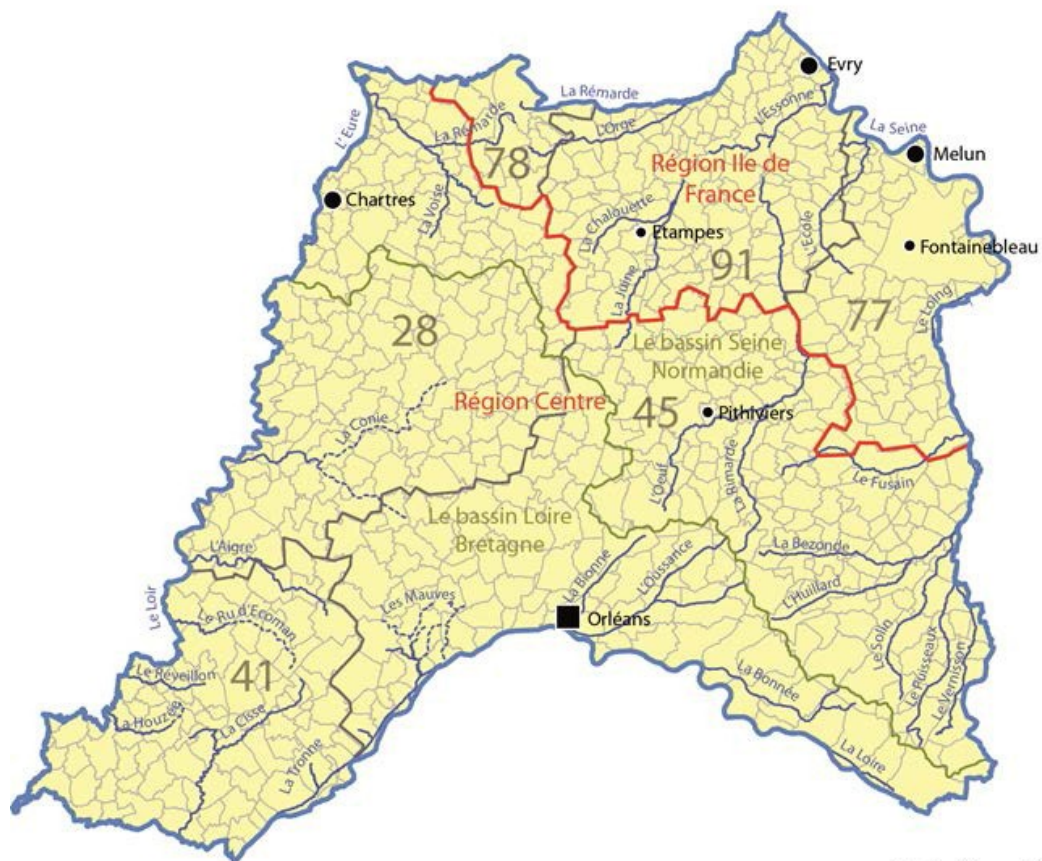 Evry
La Rémarde
L'Essonne
La Seine
L'Orge
La Rémarde
L'Eure
78
Région Ile de
France
Melun
Chartres
La Voise
La Chalouette
Etampes
L'Ecole
Fontainebleau
91
La Juine
77
Le Loing
28
Le bassin Seine
Normandie
Région Centre
45
Pithiviers
La Conie
L'Oeuf
La Rimarde
Le Fusain
Le bassin Loire
Bretagne
La Bezonde
L'Aigre
La Bionne
L'Oussance
L'Huillard
Les Mauves
Le Loir
Le Ru d'Ecoman
Orléans
Le Solin
Le Puisseaux
Le Vernisson
Le Réveillon
41
La Bonnée
La Houzée
La Cisse
La Tronne
La Loire